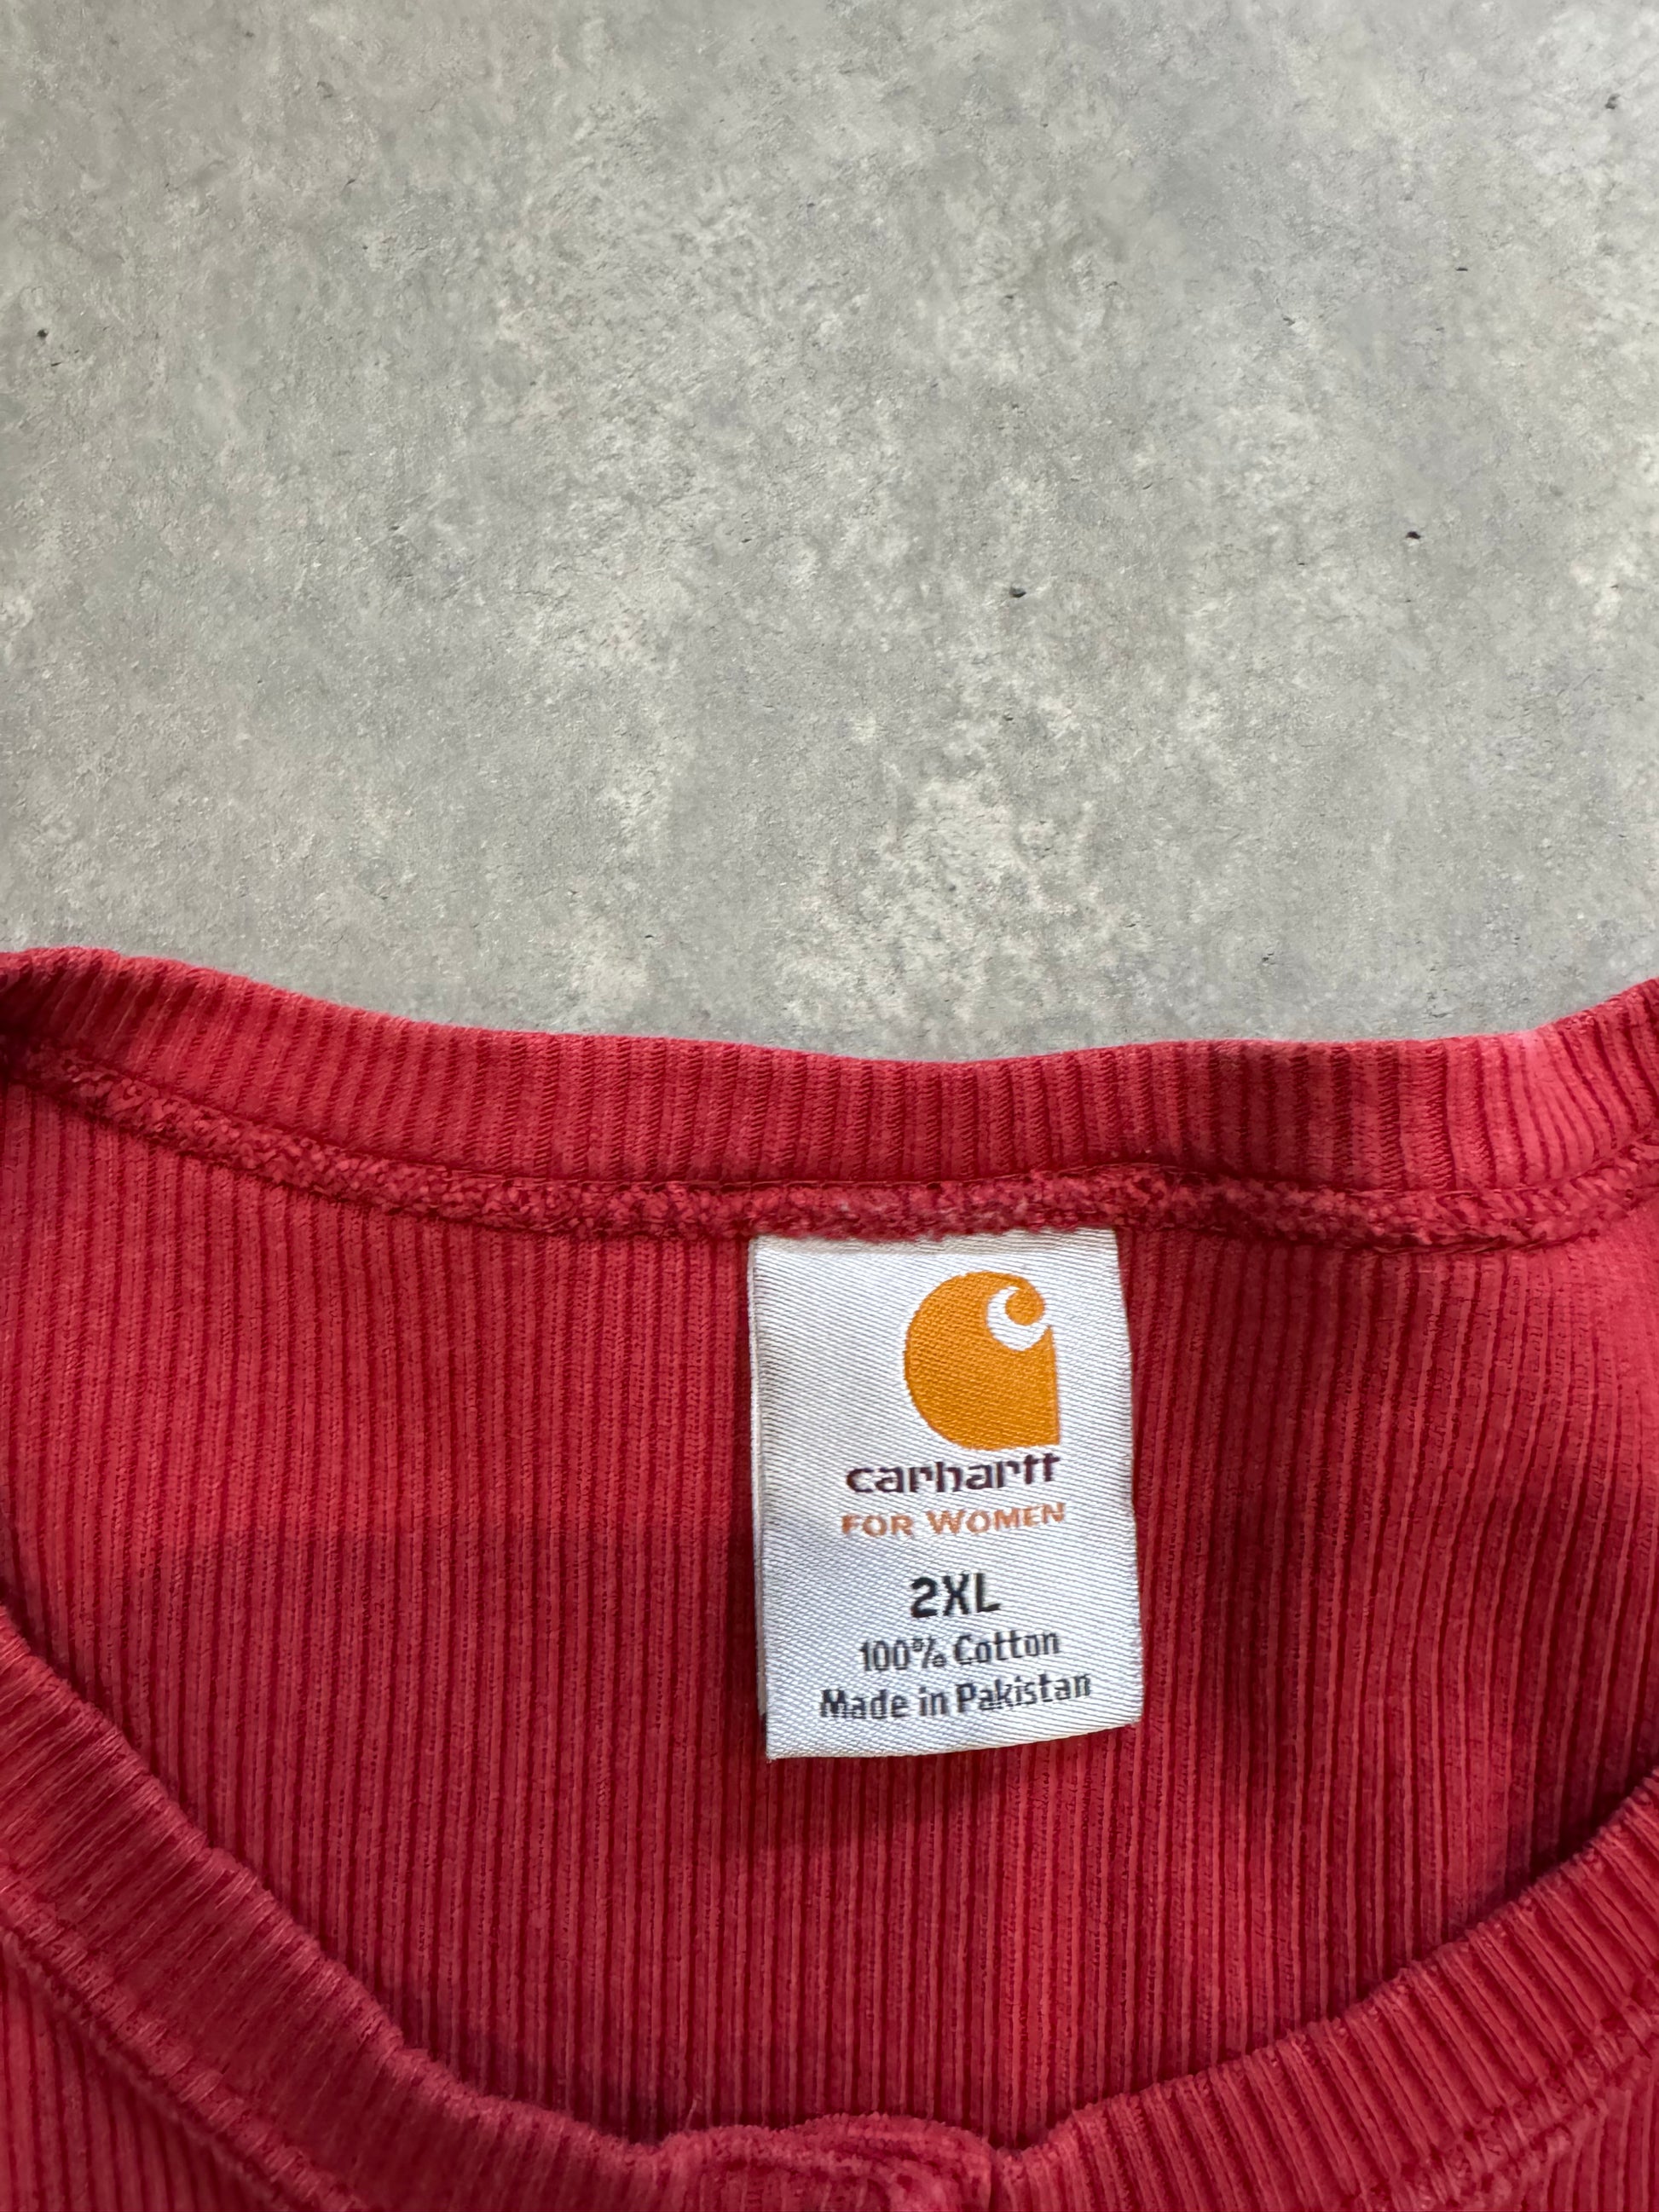 carhartt
FOR WOMEN
2XL
100% Cotton
Made in Pakistan